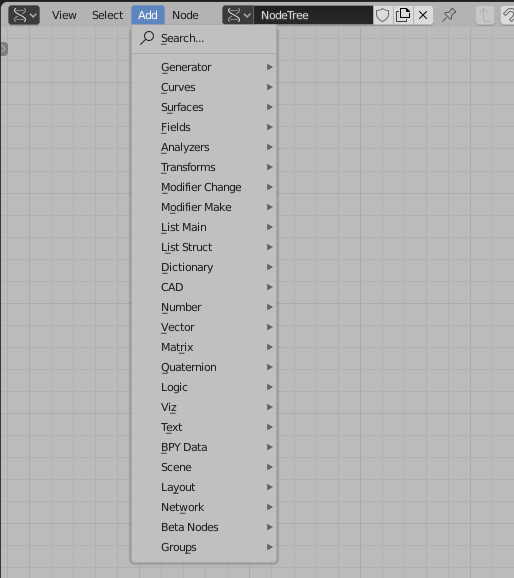 View Select Add Node NodeTree
Search...
Generator
Curves
Surfaces
Fields
Analyzers
Transforms
Modifier Change
Modifier Make
List Main
List Struct
Dictionary
CAD
Number
Vector
Matrix
Quaternion
Logic
Viz
Text
BPY Data
Scene
Layout
Network
Beta Nodes
Groups